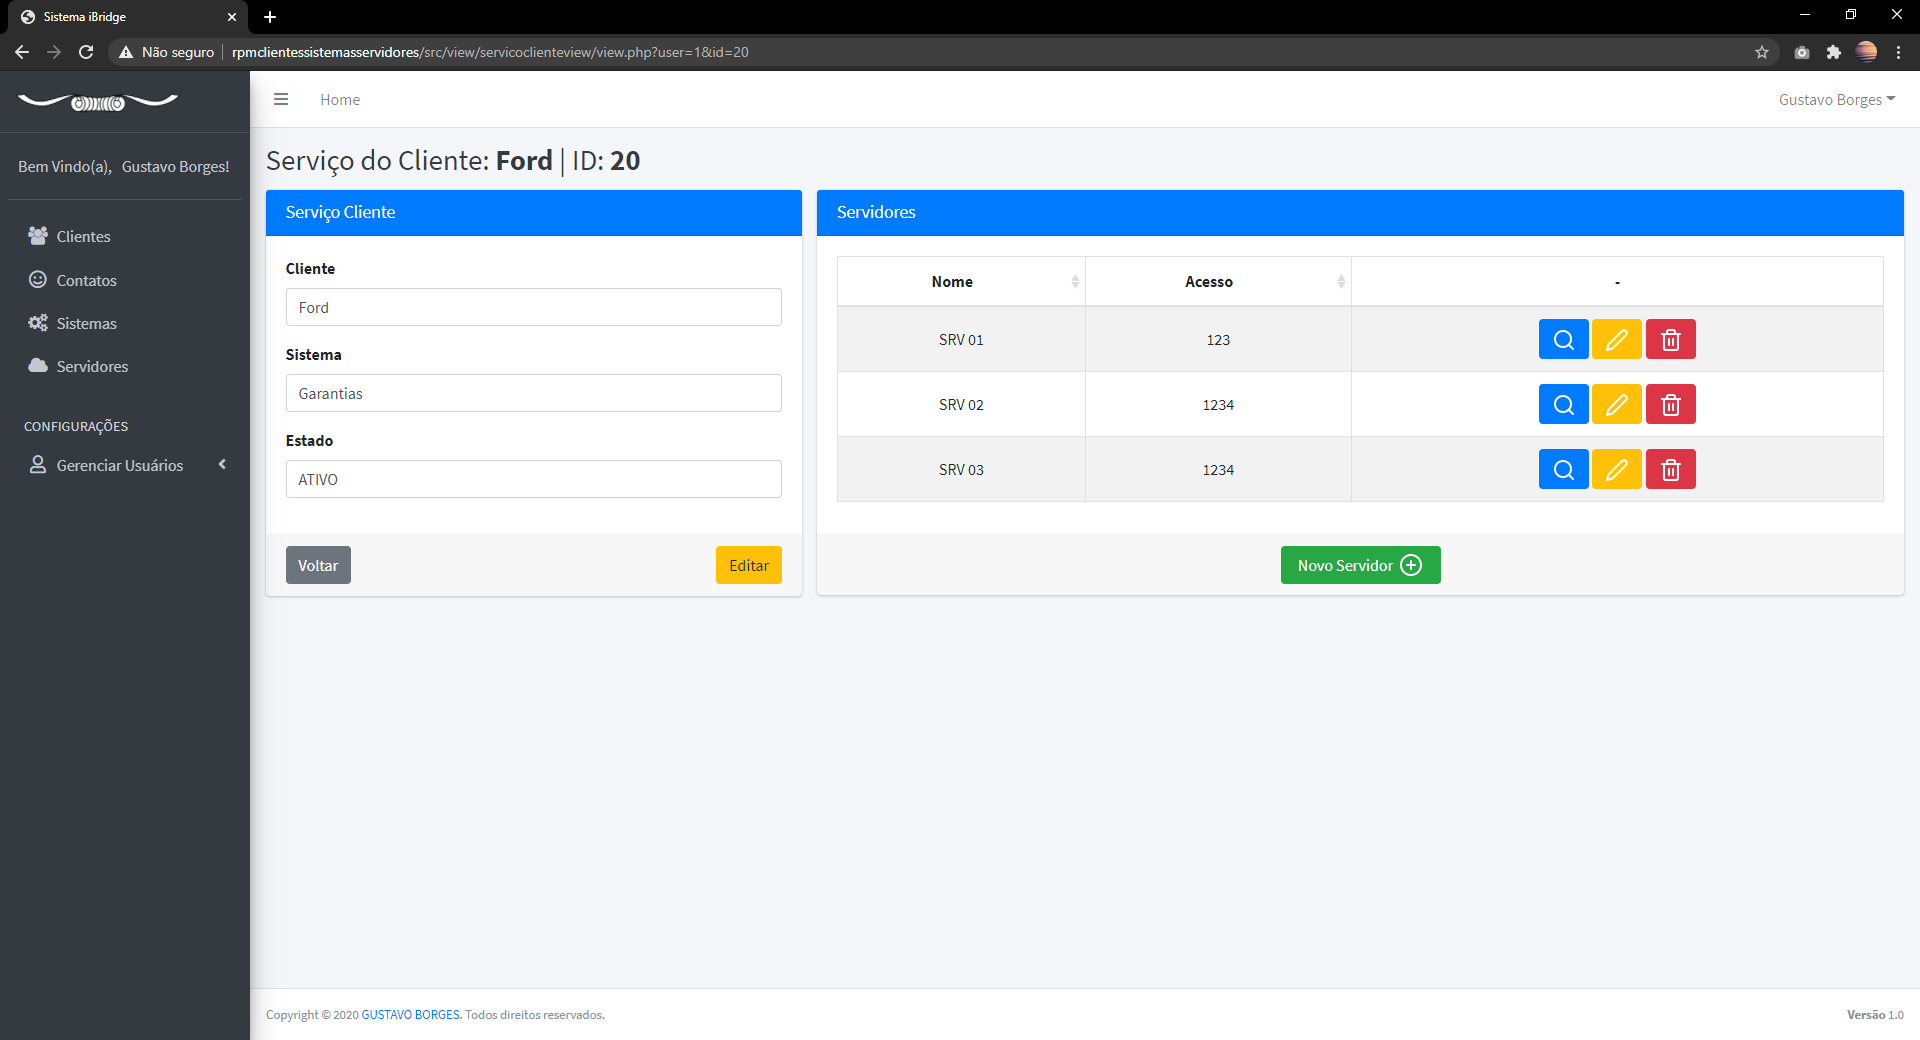 Sistema iBridge
Não seguro | rpmclientessistemasservidores/src/view/servicoclienteview/view.php?user=1&id=20
Home
Gustavo Borges
Bem Vindo(a), Gustavo Borges!
Clientes
Contatos
Sistemas
Servidores
CONFIGURAÇÕES
Gerenciar Usuários
Serviço do Cliente: Ford | ID: 20
Serviço Cliente
Cliente
Ford
Sistema
Garantias
Estado
ATIVO
Voltar
Editar
Servidores
Nome Acesso -
SRV 01 123
SRV 02 1234
SRV 03 1234
Novo Servidor
Copyright © 2020 GUSTAVO BORGES. Todos direitos reservados.
Versão 1.0